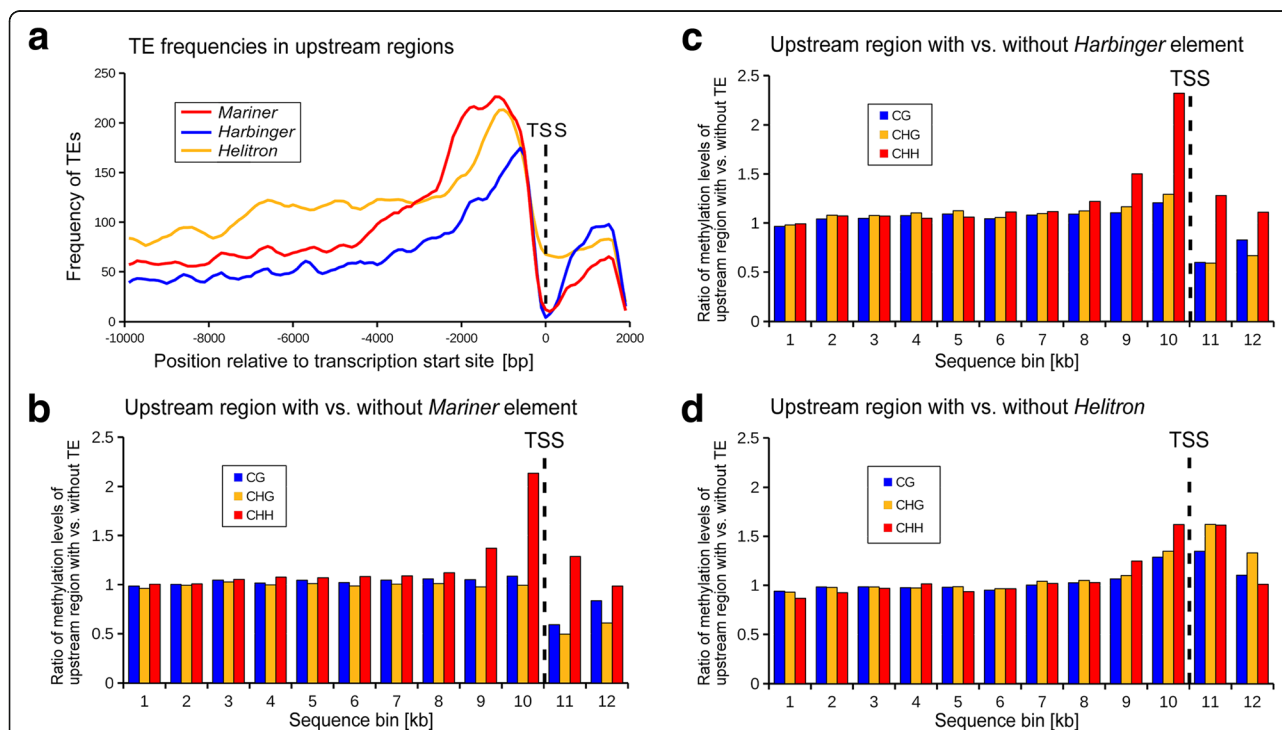 a
TE frequencies in upstream regions
Frequency of TEs
250
200
150
100
50
0
Mariner
Harbinger
Helitron
TSS
-10000 -8000 -6000 -4000 -2000 0 2000
Position relative to transcription start site [bp]
b
Upstream region with vs. without Mariner element
Ratio of methylation levels of
upstream region with vs. without TE
2.5
2
1.5
1
0.5
0
CG
CHG
CHH
TSS
1 2 3 4 5 6 7 8 9 10 11 12
Sequence bin [kb]
c
Upstream region with vs. without Harbinger element
Ratio of methylation levels of
upstream region with vs. without TE
2.5
2
1.5
1
0.5
0
CG
CHG
CHH
TSS
1 2 3 4 5 6 7 8 9 10 11 12
Sequence bin [kb]
d
Upstream region with vs. without Helitron
Ratio of methylation levels of
upstream region with vs. without TE
2.5
2
1.5
1
0.5
0
CG
CHG
CHH
TSS
1 2 3 4 5 6 7 8 9 10 11 12
Sequence bin [kb]